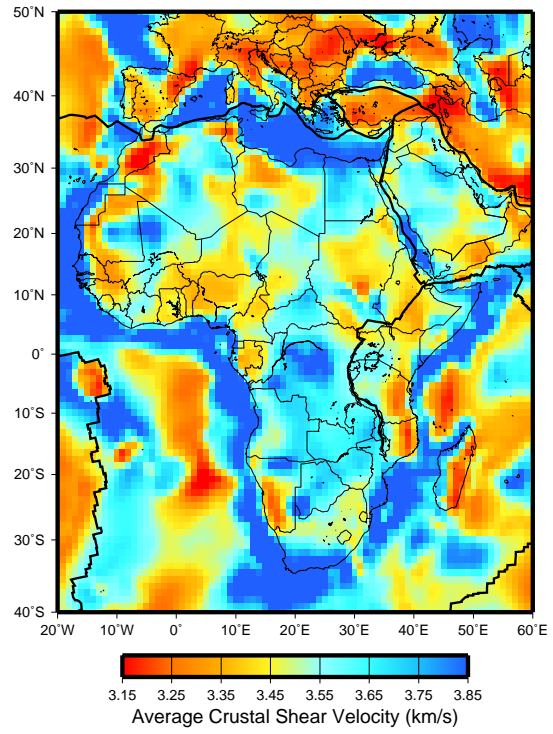 50˚N
40˚N
30˚N
20˚N
10˚N
0˚
10˚S
20˚S
30˚S
40˚S
20˚W 10˚W 0˚ 10˚E 20˚E 30˚E 40˚E 50˚E 60˚E
3.15 3.25 3.35 3.45 3.55 3.65 3.75 3.85
Average Crustal Shear Velocity (km/s)